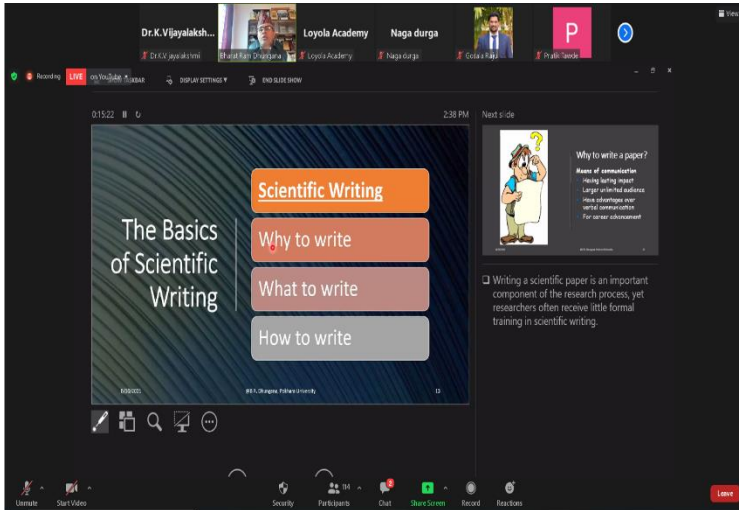 View
Dr.K.Vijayalaksh...
Loyola Academy
Naga durga
P
Dr.K.V jayalakshmi
Bharat Ram Dhungana
Loyola Academy
Naga durga
Pratik Tawde
Recording
LIVE
on YouTube
DISPLAY SETTINGS
END SLIDE SHOW
0:15:22
2:38 PM
Next slide
The Basics
of Scientific
Writing
Scientific Writing
Why to write
What to write
How to write
@B R. Dhungana, Pokhara University
13
?
Why to write a paper?
Means of communication
Having lasting impact
Larger unlimited audience
Have advantages over
verbal communication
For career advancement
Writing a scientific paper is an important
component of the research process, yet
researchers often receive little formal
training in scientific writing.
Unmute
Start Video
Security
114
Participants
2
Chat
Share Screen
Record
Reactions
Leave